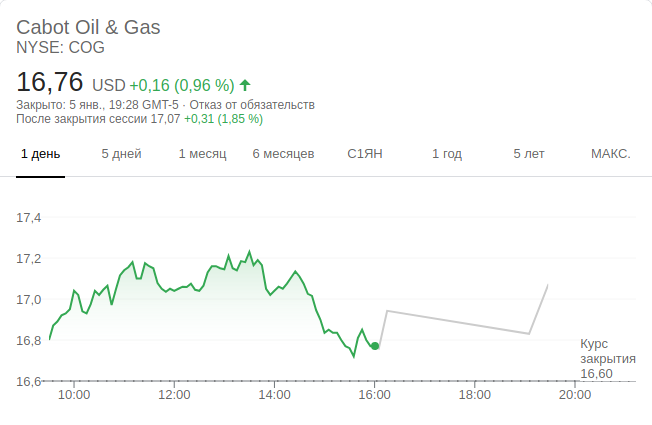 Cabot Oil & Gas
NYSE: COG
16,76 USD +0,16 (0,96 %)
Закрыто: 5 янв., 19:28 GMT-5 · Отказ от обязательств
После закрытия сессии 17,07 +0,31 (1,85 %)
1 день 5 дней 1 месяц 6 месяцев С1ЯН 1 год 5 лет МАКС.
17,4
17,2
17,0
16,8
Курс
закрытия
16,60
16,6
10:00 12:00 14:00 16:00 18:00 20:00